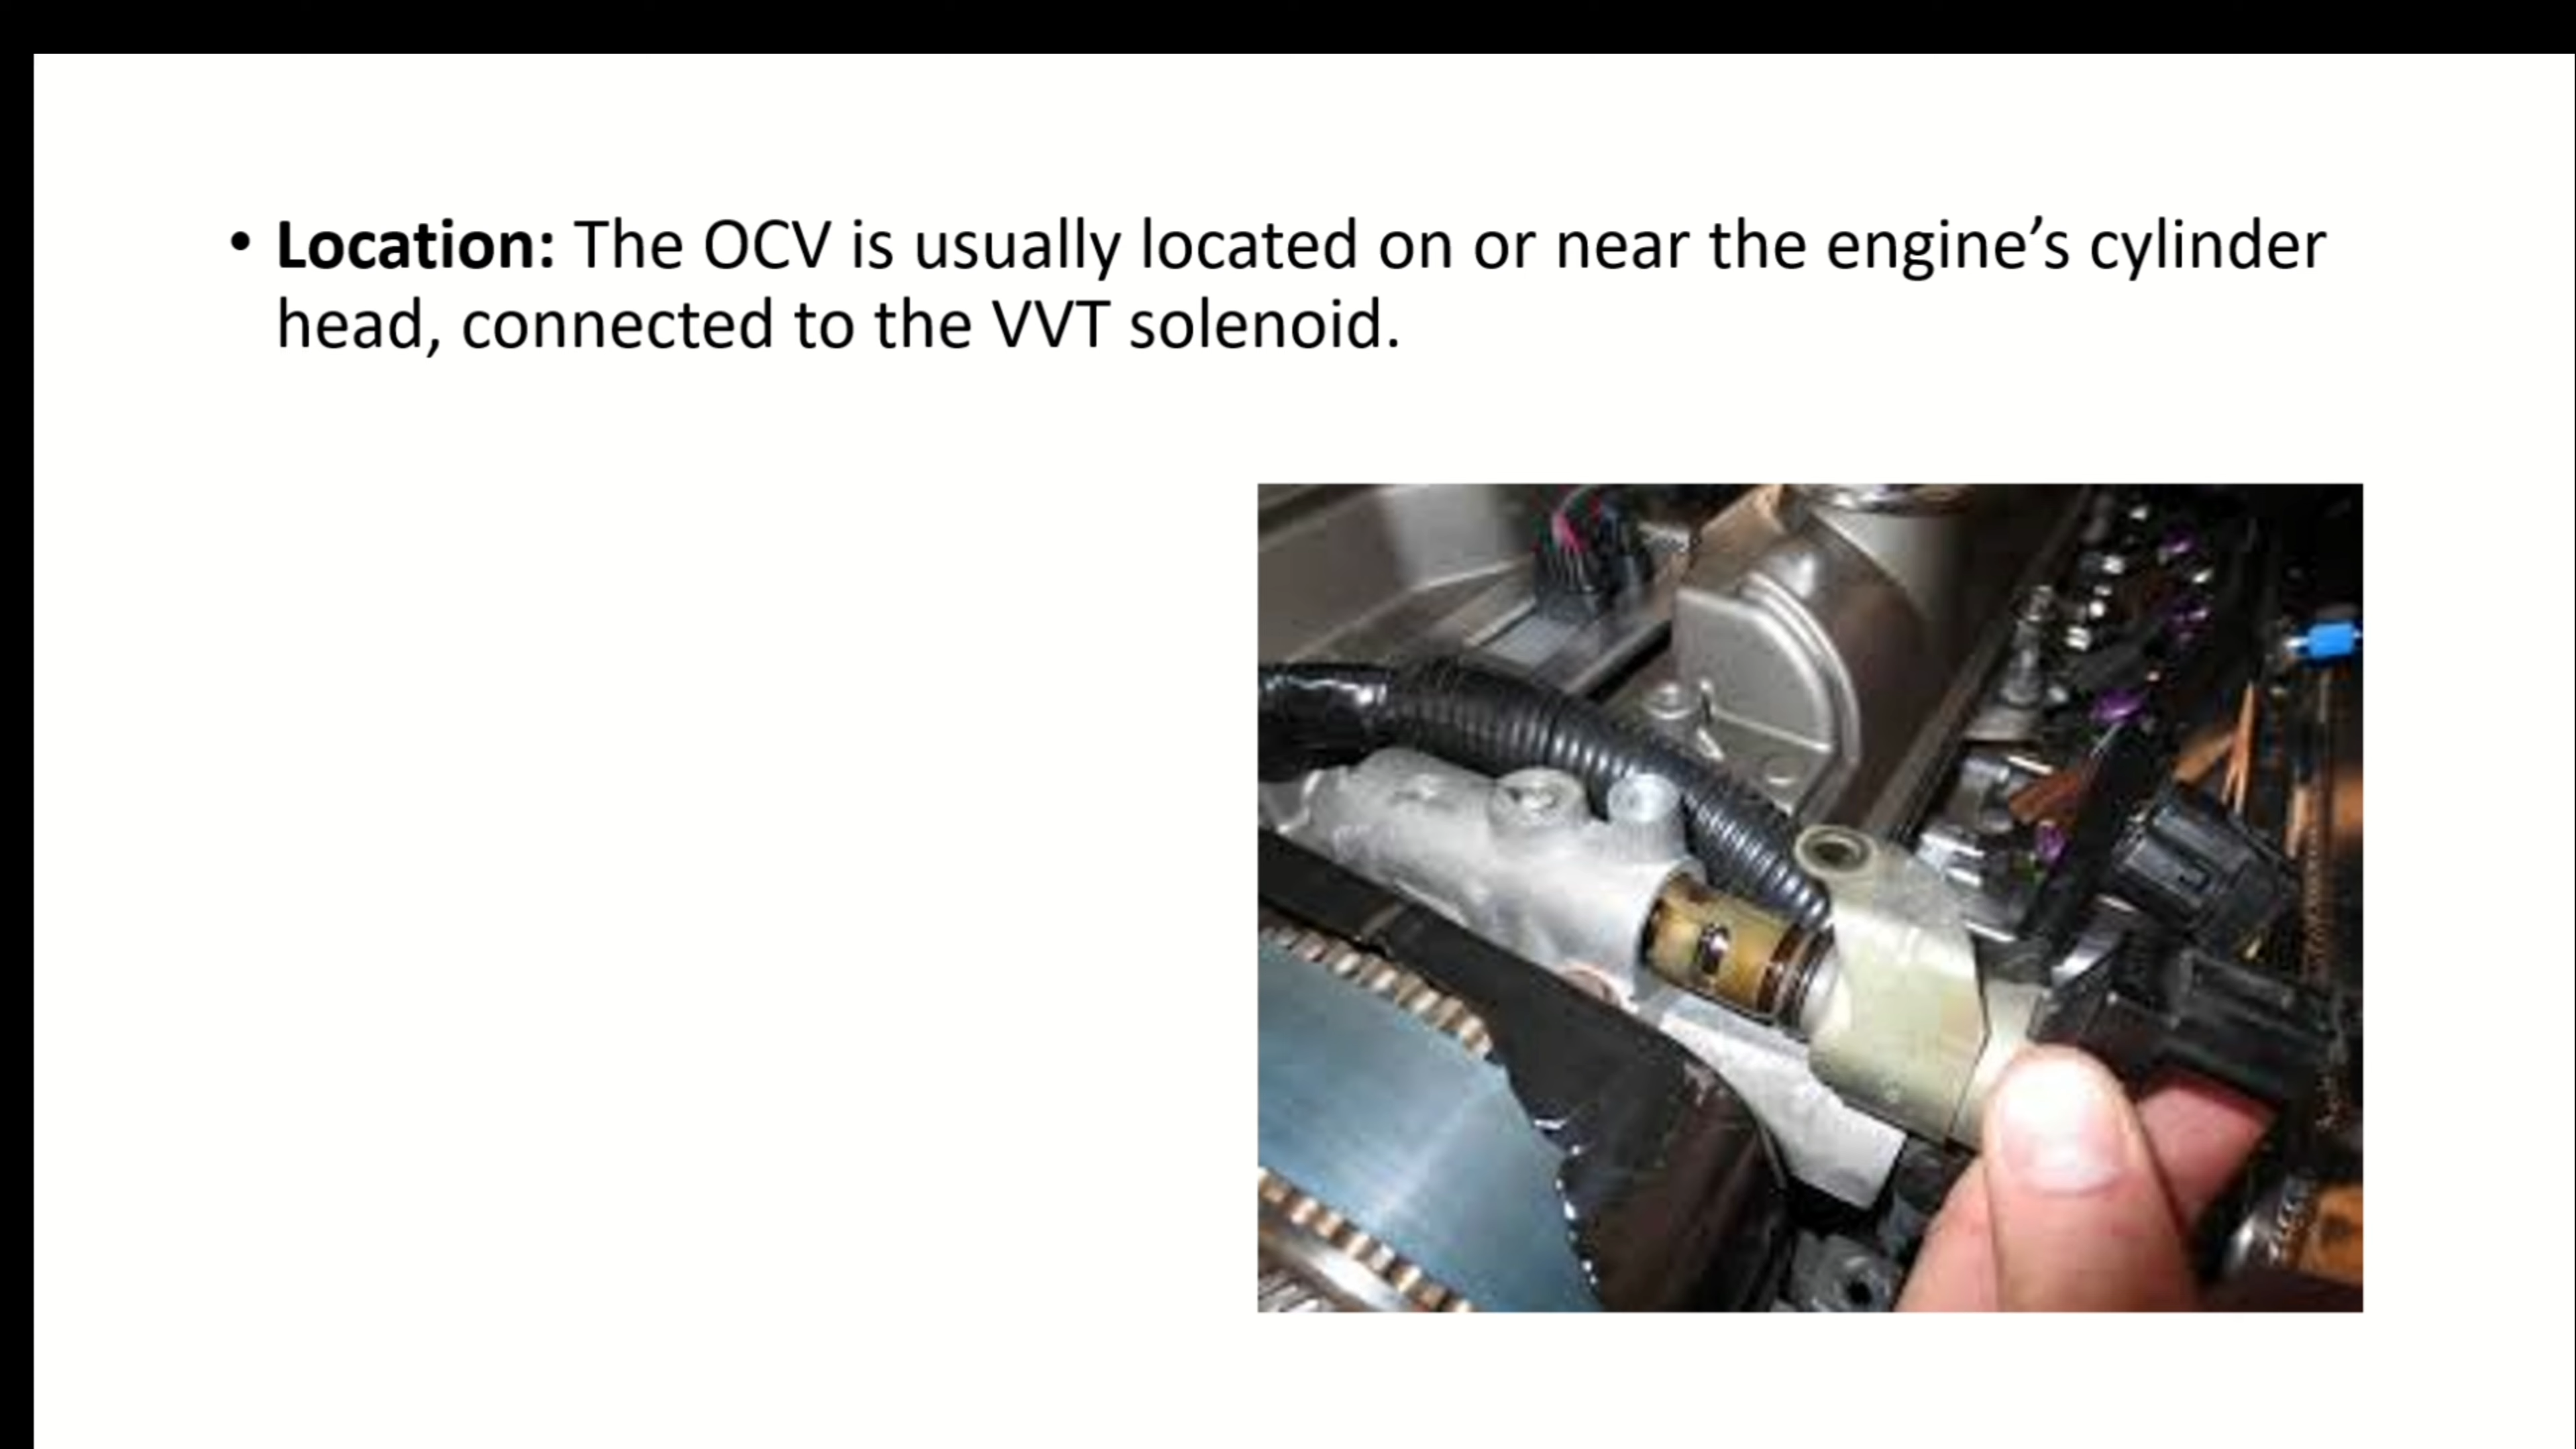 • Location: The OCV is usually located on or near the engine’s cylinder
head, connected to the VVT solenoid.